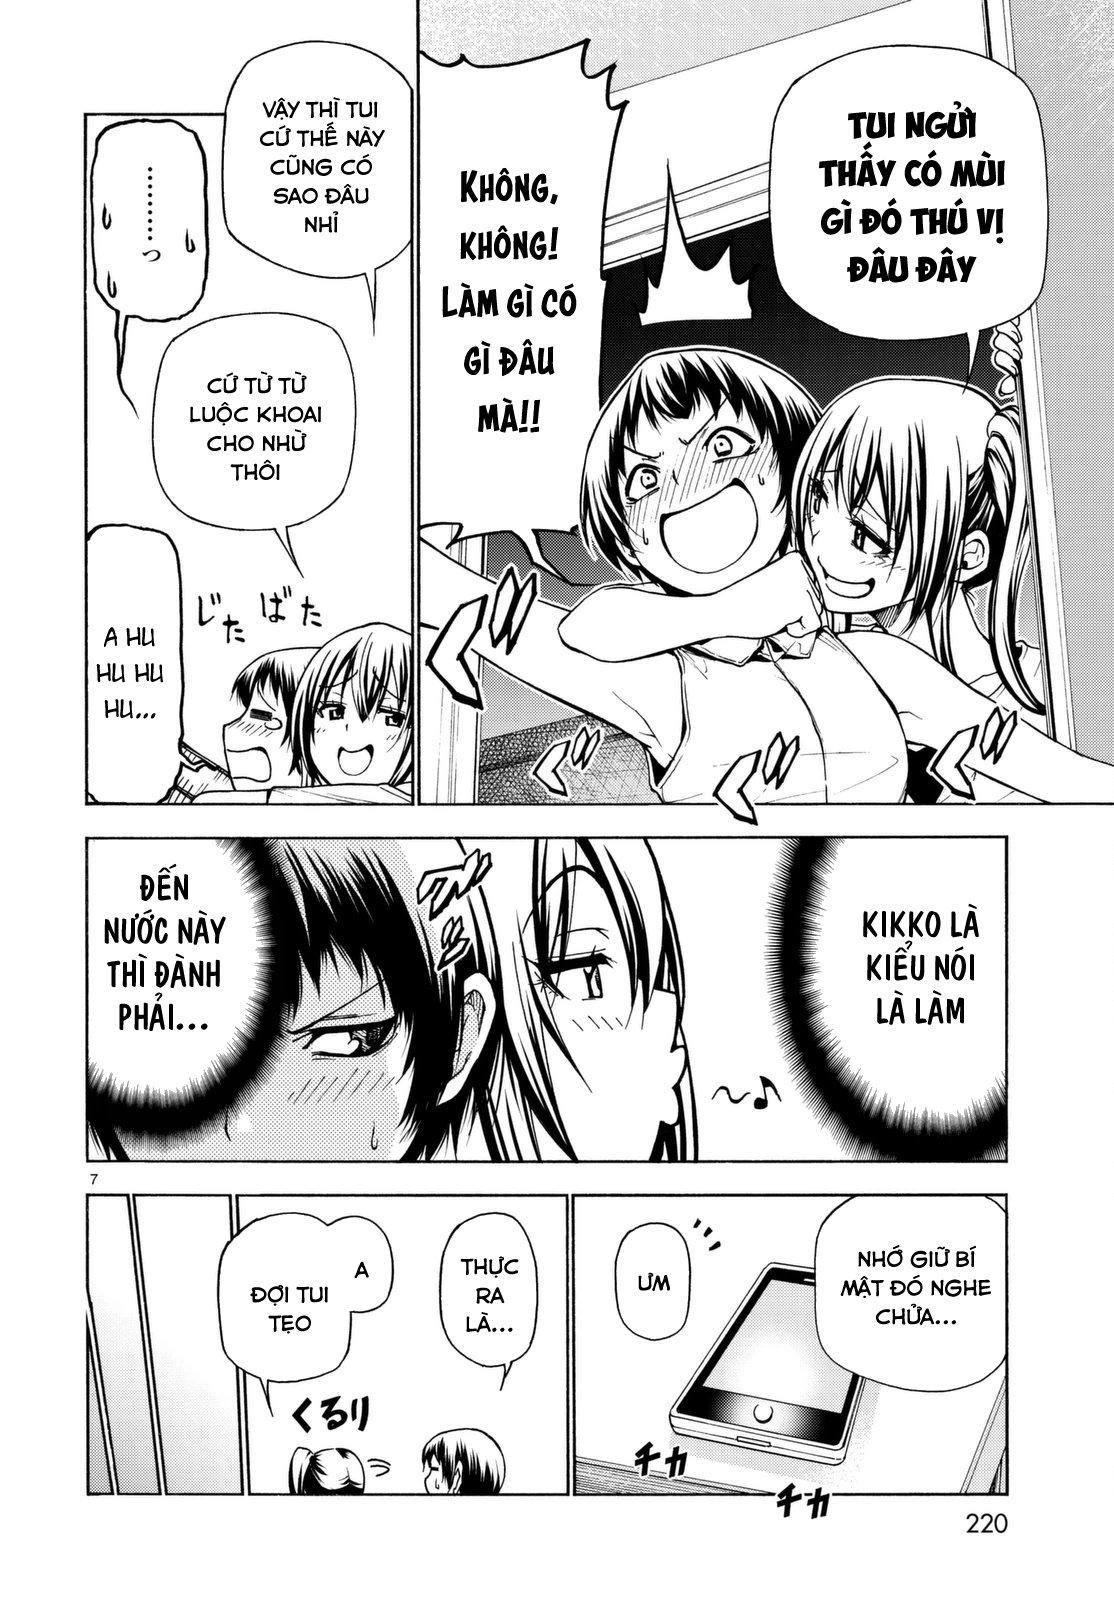 TUI NGỬI
THẤY CÓ MÙI
GÌ ĐÓ THÚ VỊ
ĐÂU ĐÂY
KHÔNG,
KHÔNG!
LÀM GÌ CÓ
GÌ ĐÂU
MÀ!!
VẬY THÌ TUI
CỨ THẾ NÀY
CŨNG CÓ
SAO ĐÂU
NHỈ
………っ
CỨ TỪ TỪ
LUỘC KHOAI
CHO NHỪ
THÔI
じたばた
A HU
HU HU
HU...
KIKKO LÀ
KIỂU NÓI
LÀ LÀM
ĐẾN
NƯỚC NÀY
THÌ ĐÀNH
PHẢI...
7
NHỚ GIỮ BÍ
MẬT ĐÓ NGHE
CHỬA...
ƯM
チカ
チカ
THỰC
RA
LÀ...
A
ĐỢI TUI
TẸO
くるり
220